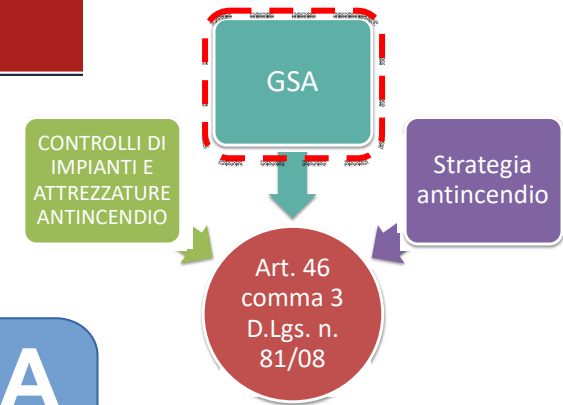 GSA
CONTROLLI DI
IMPIANTI E
ATTREZZATURE
ANTINCENDIO
Strategia
antincendio
Art. 46
comma 3
D.Lgs. n.
81/08
A